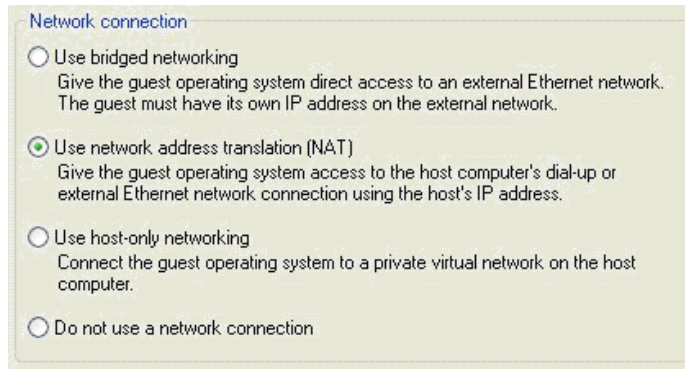 Network connection
Use bridged networking
Give the guest operating system direct access to an external Ethernet network.
The guest must have its own IP address on the external network.
Use network address translation (NAT)
Give the guest operating system access to the host computer's dial-up or
external Ethernet network connection using the host's IP address.
Use host-only networking
Connect the guest operating system to a private virtual network on the host
computer.
Do not use a network connection